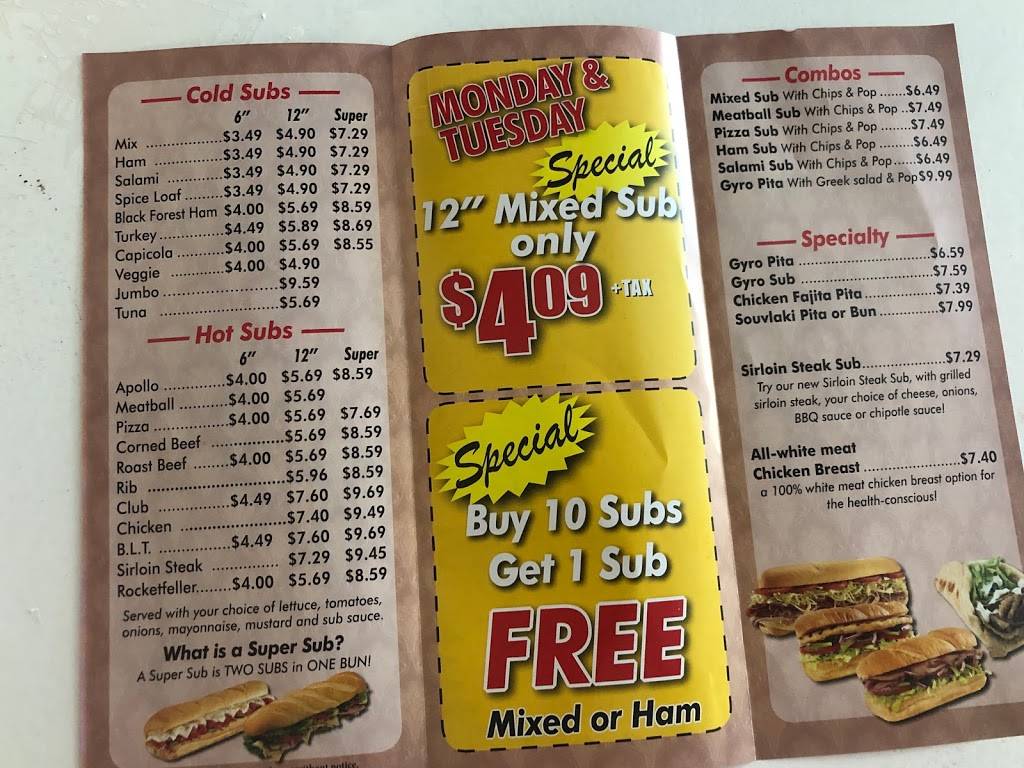 Cold Subs
6" 12" Super
Mix ................$3.49 $4.90 $7.29
Ham ..............$3.49 $4.90 $7.29
Salami ...........$3.49 $4.90 $7.29
Spice Loaf ......$3.49 $4.90 $7.29
Black Forest Ham $4.00 $5.69 $8.59
Turkey.............$4.49 $5.89 $8.69
Capicola ..........$4.00 $5.69 $8.55
Veggie ...........$4.00 $4.90
Jumbo ........................$9.59
Tuna ..........................$5.69
Hot Subs
6" 12" Super
Apollo .............$4.00 $5.69 $8.59
Meatball ..........$4.00 $5.69
Pizza ................$4.00 $5.69 $7.69
Corned Beef ...............$5.69 $8.59
Roast Beef ........$4.00 $5.69 $8.59
Rib .............................$5.96 $8.59
Club ................$4.49 $7.60 $9.69
Chicken ......................$7.40 $9.49
B.L.T. ...............$4.49 $7.60 $9.69
Sirloin Steak .............. $7.29 $9.45
Rocketfeller.......$4.00 $5.69 $8.59
Served with your choice of lettuce, tomatoes,
onions, mayonnaise, mustard and sub sauce.
What is a Super Sub?
A Super Sub is TWO SUBS in ONE BUN!
without notice.
MONDAY &
TUESDAY
Special
12" Mixed Sub
only
$4.09 +TAX
Special
Buy 10 Subs
Get 1 Sub
FREE
Mixed or Ham
Combos
Mixed Sub With Chips & Pop .......$6.49
Meatball Sub With Chips & Pop ..$7.49
Pizza Sub With Chips & Pop ........$7.49
Ham Sub With Chips & Pop .........$6.49
Salami Sub With Chips & Pop......$6.49
Gyro Pita With Greek salad & Pop$9.99
Specialty
Gyro Pita ................................$6.59
Gyro Sub ................................$7.59
Chicken Fajita Pita....................$7.39
Souvlaki Pita or Bun.................$7.99
Sirloin Steak Sub.....................$7.29
Try our new Sirloin Steak Sub, with grilled
sirloin steak, your choice of cheese, onions,
BBQ sauce or chipotle sauce!
All-white meat
Chicken Breast.........................$7.40
a 100% white meat chicken breast option for
the health-conscious!